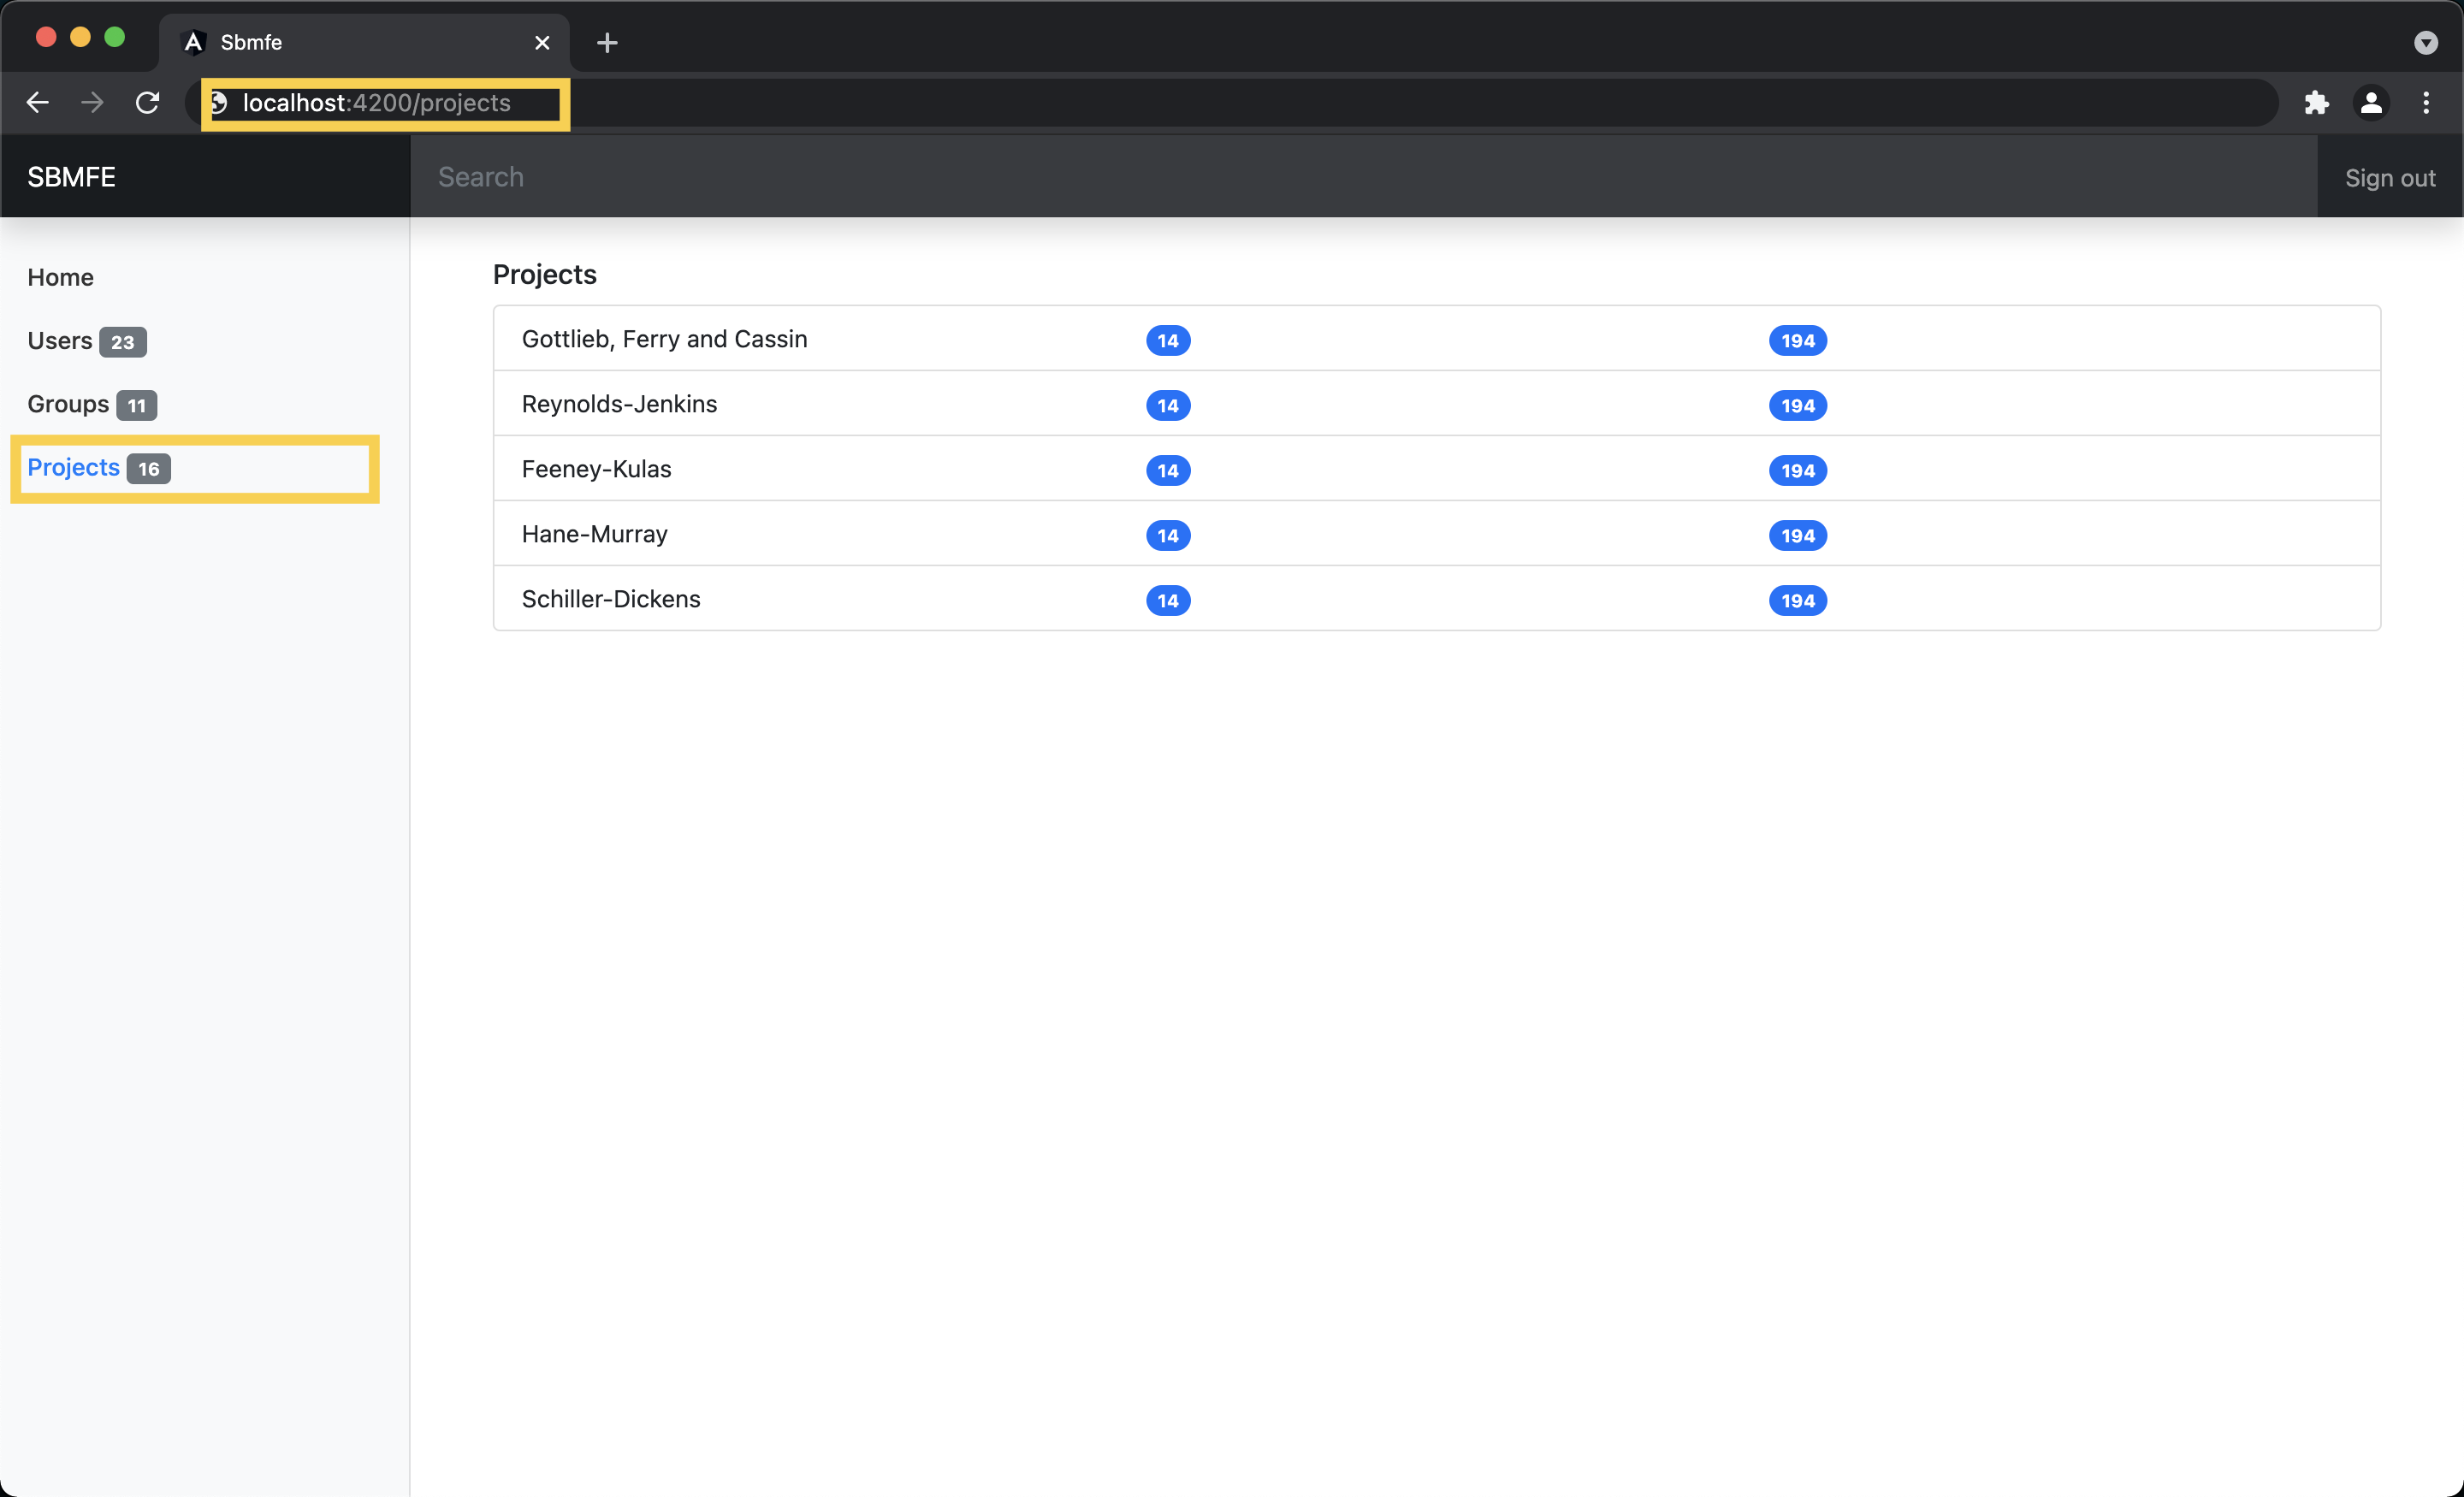 Sbmfe
localhost:4200/projects
SBMFE
Search
Sign out
Home
Users 23
Groups 11
Projects 16
Projects
Gottlieb, Ferry and Cassin 14 194
Reynolds-Jenkins 14 194
Feeney-Kulas 14 194
Hane-Murray 14 194
Schiller-Dickens 14 194